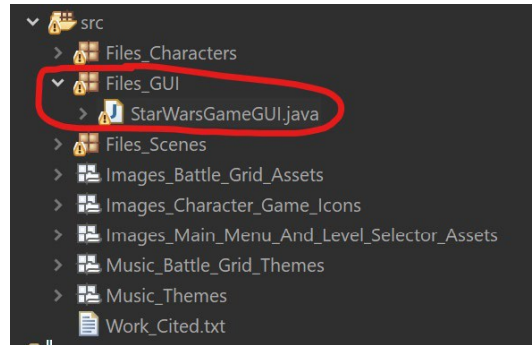 src
Files_Characters
Files_GUI
StarWarsGameGUI.java
Files_Scenes
Images_Battle_Grid_Assets
Images_Character_Game_Icons
Images_Main_Menu_And_Level_Selector_Assets
Music_Battle_Grid_Themes
Music_Themes
Work_Cited.txt